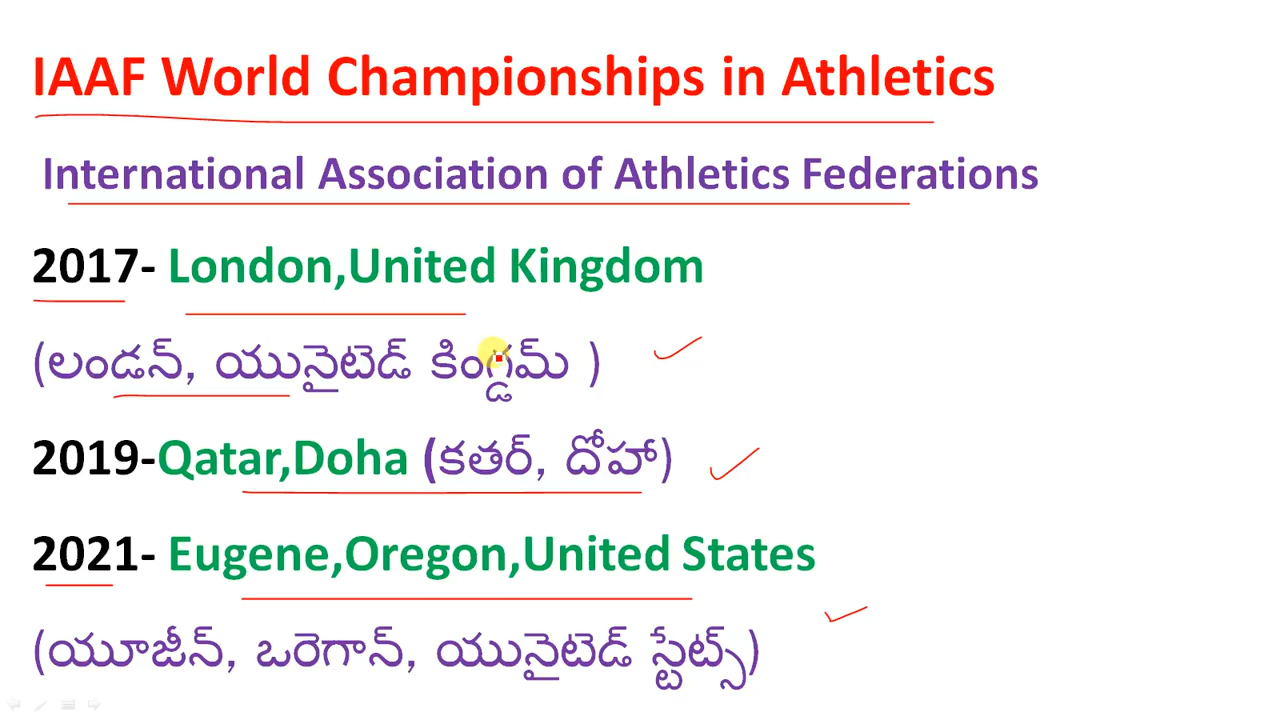 IAAF World Championships in Athletics
International Association of Athletics Federations
2017- London,United Kingdom
(లండన్, యునైటెడ్ కింగ్డమ్ )
2019-Qatar,Doha (కతర్, దోహా)
2021- Eugene,Oregon,United States
(యూజీన్, ఒరెగాన్, యునైటెడ్ స్టేట్స్)